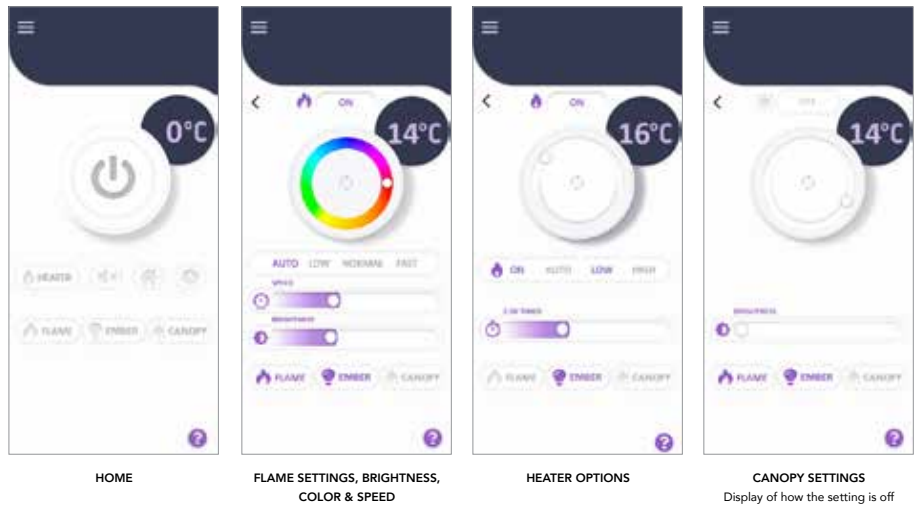 0°C
HEATER
FLAME
EMBER
CANOPY
HOME
ON
14°C
AUTO LOW NORMAL FAST
SPEED
BRIGHTNESS
FLAME
EMBER
CANOPY
FLAME SETTINGS, BRIGHTNESS,
COLOR & SPEED
ON
16°C
ON AUTO LOW HIGH
FLAME
EMBER
CANOPY
HEATER OPTIONS
14°C
BRIGHTNESS
FLAME
EMBER
CANOPY
CANOPY SETTINGS
Display of how the setting is off